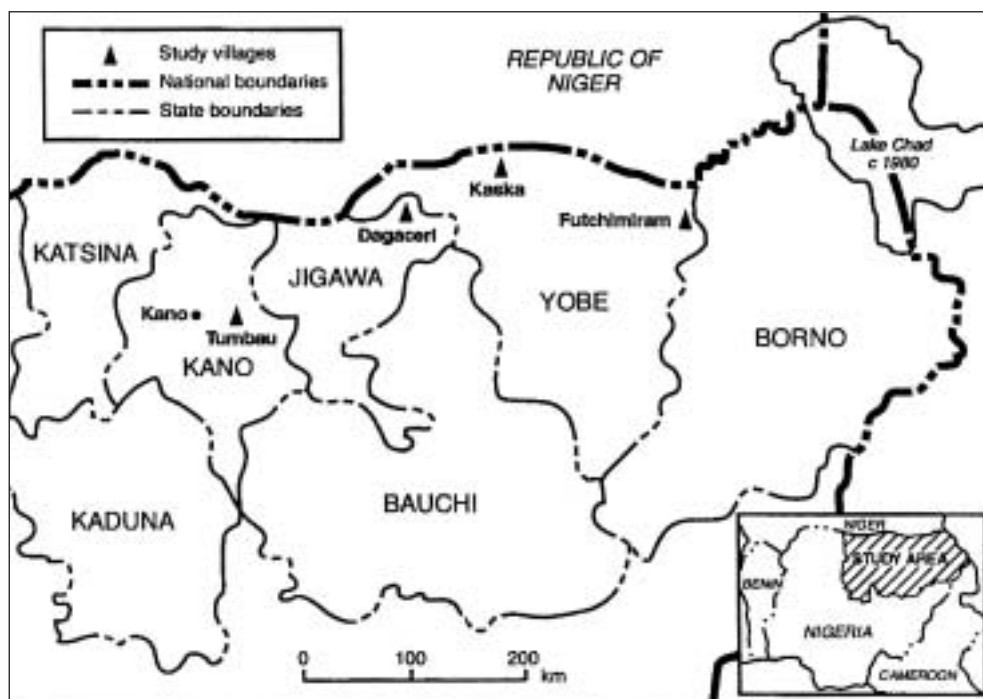 Study villages
National boundaries
State boundaries
REPUBLIC OF
NIGER
Lake Chad
c 1980
Kaska
Dagaceri
Futchimiram
KATSINA
JIGAWA
YOBE
Kano
Tumbau
KANO
BORNO
BAUCHI
KADUNA
0 100 200
km
NIGER
STUDY AREA
BENIN
NIGERIA
CAMEROON